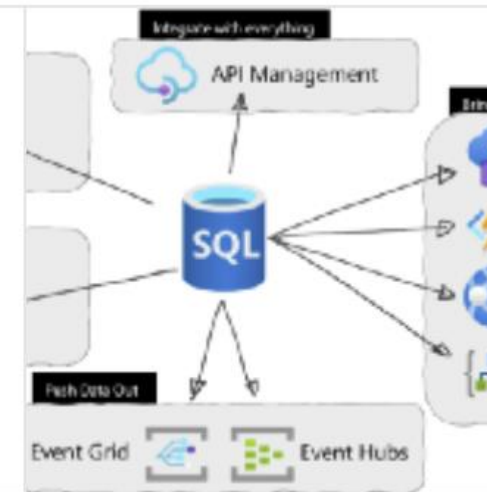 Integrate with everything
API Management
SQL
Push Data Out
Event Grid
Event Hubs